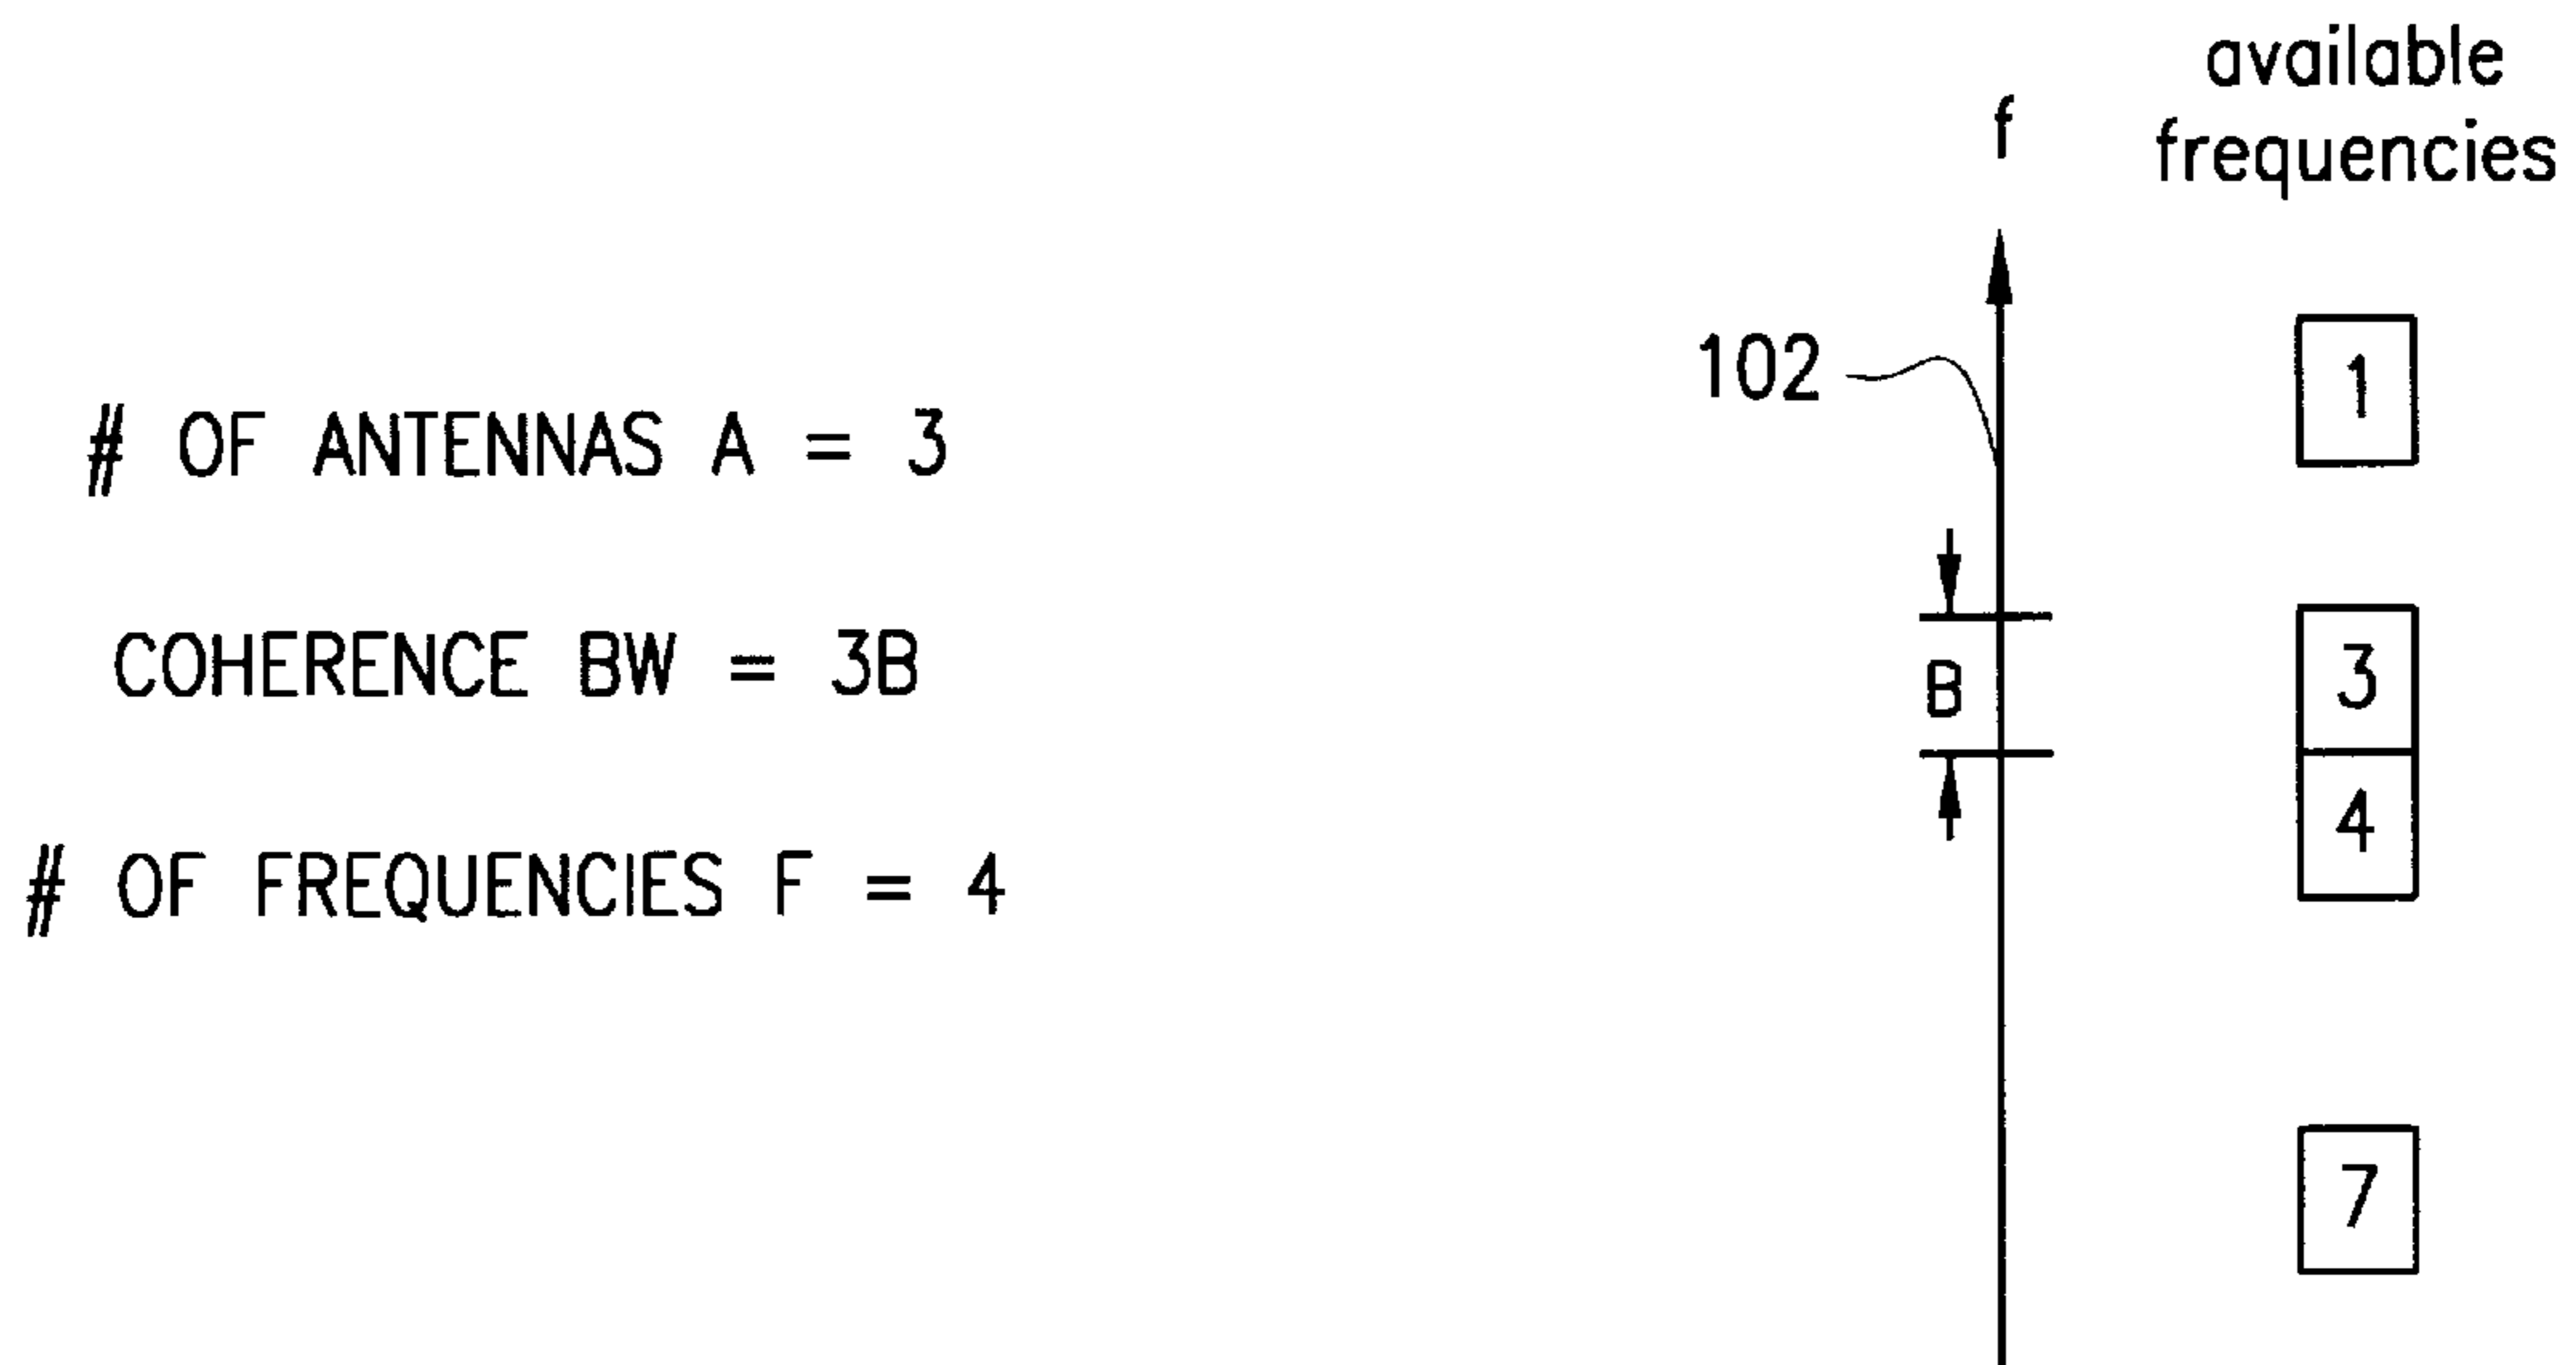 # OF ANTENNAS A = 3
COHERENCE BW = 3B
# OF FREQUENCIES F = 4
f
102
B
available
frequencies
1
3
4
7